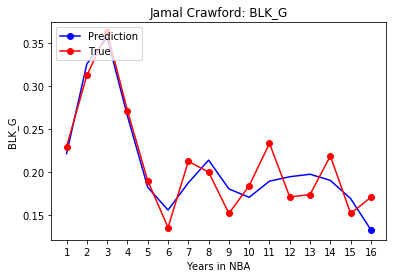 Jamal Crawford: BLK_G
Prediction
True
0.35
0.30
0.25
0.20
0.15
BLK_G
1 2 3 4 5 6 7 8 9 10 11 12 13 14 15 16
Years in NBA